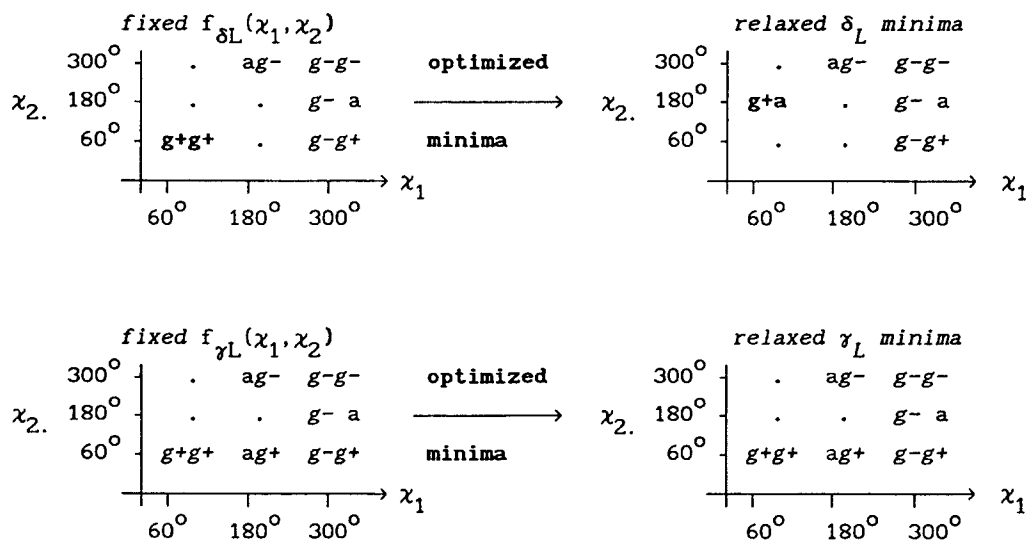 fixed f_δL(χ1,χ2) relaxed δ_L minima
300° . ag- g-g- optimized 300° . ag- g-g-
χ2. 180° . . g- a χ2. 180° g+a . g- a
60° g+g+ . g-g+ minima 60° . . g-g+
χ1 χ1
60° 180° 300° 60° 180° 300°
fixed f_γL(χ1,χ2) relaxed γ_L minima
300° . ag- g-g- optimized 300° . ag- g-g-
χ2. 180° . . g- a χ2. 180° . . g- a
60° g+g+ ag+ g-g+ minima 60° g+g+ ag+ g-g+
χ1 χ1
60° 180° 300° 60° 180° 300°